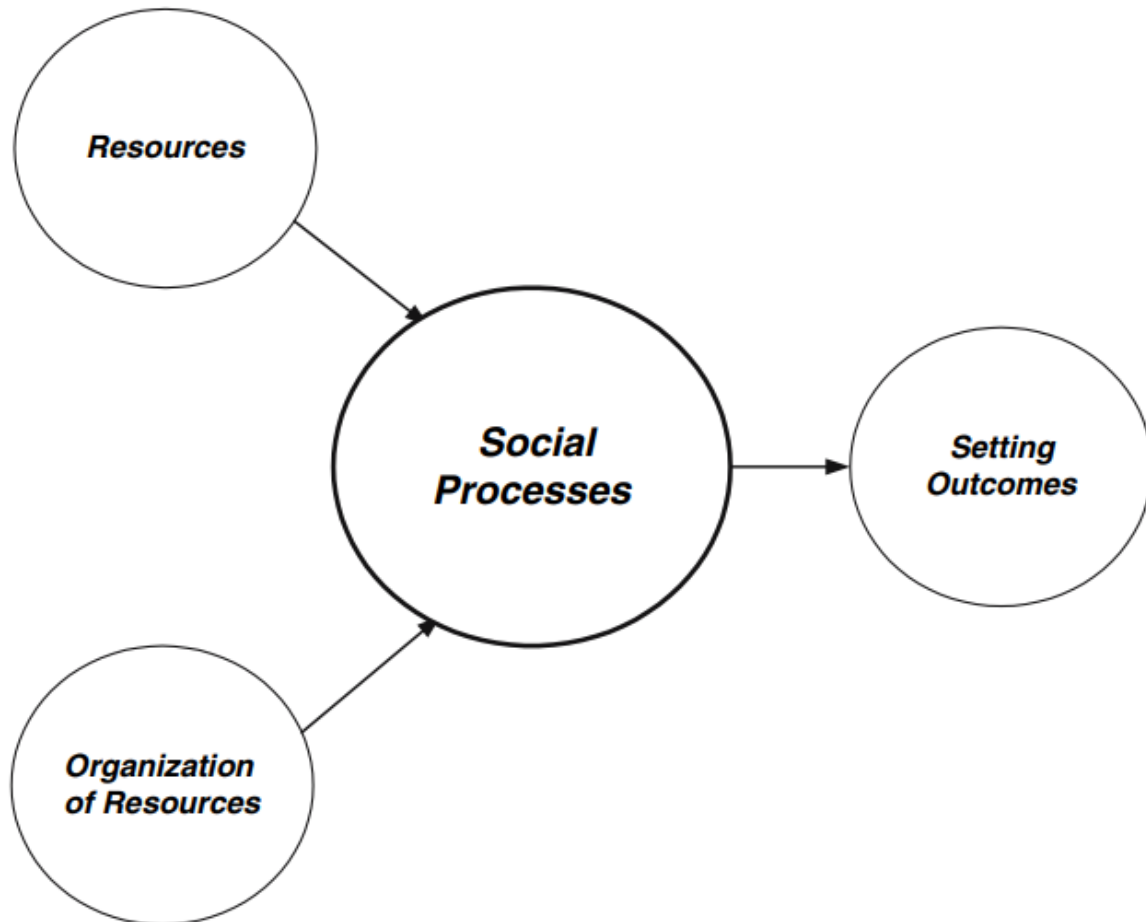 Resources
Social
Processes
Setting
Outcomes
Organization
of Resources